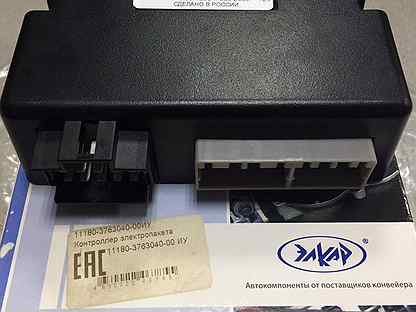 СДЕЛАНО В РОССИИ
11180-3763040-00ИУ
Контроллер электропакета
EAC 11180-3763040-00 ИУ
ЭЛКАР
Автокомпоненты от поставщиков конвейера